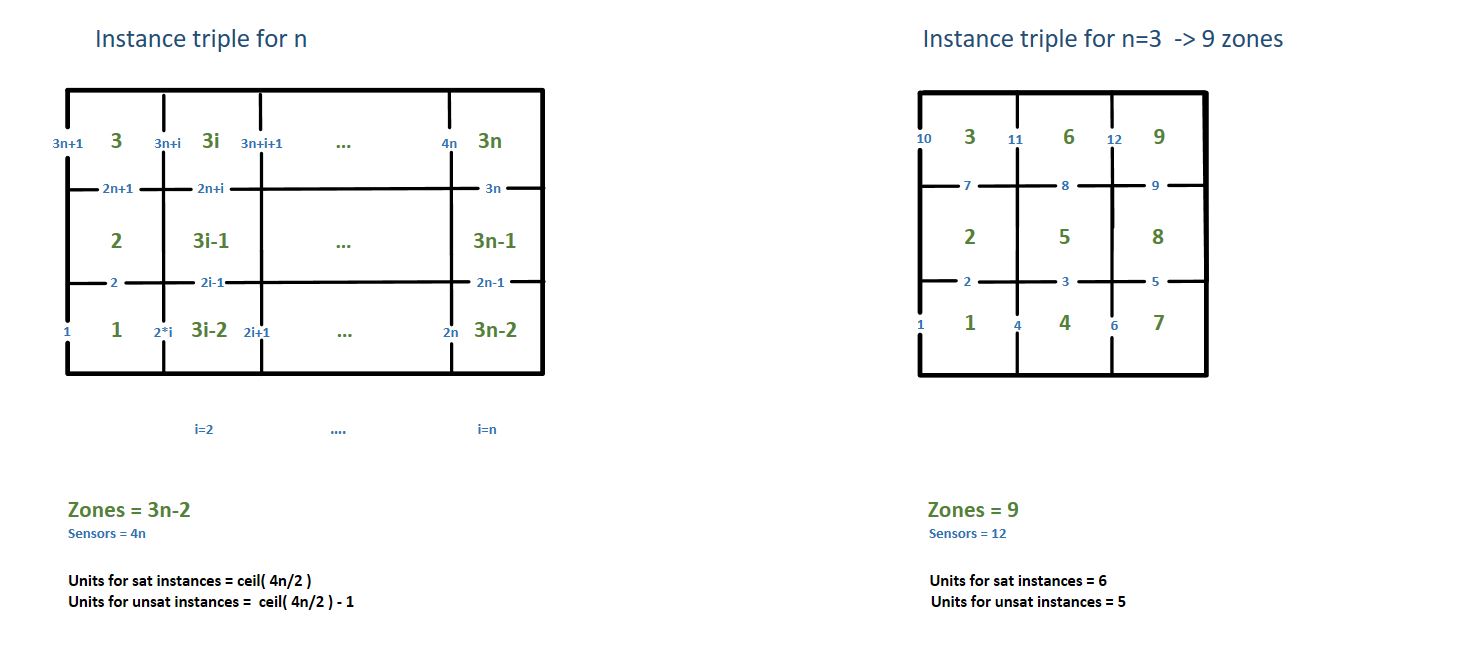 Instance triple for n
3n+1 3 3n+i 3i 3n+i+1 ... 4n 3n
2n+1 2n+i 3n
2 3i-1 ... 3n-1
2 2i-1 2n-1
1 1 2*i 3i-2 2i+1 ... 2n 3n-2
i=2 .... i=n
Zones = 3n-2
Sensors = 4n
Units for sat instances = ceil( 4n/2 )
Units for unsat instances = ceil( 4n/2 ) - 1
Instance triple for n=3 -> 9 zones
10 3 11 6 12 9
7 8 9
2 5 8
2 3 5
1 1 4 4 6 7
Zones = 9
Sensors = 12
Units for sat instances = 6
Units for unsat instances = 5